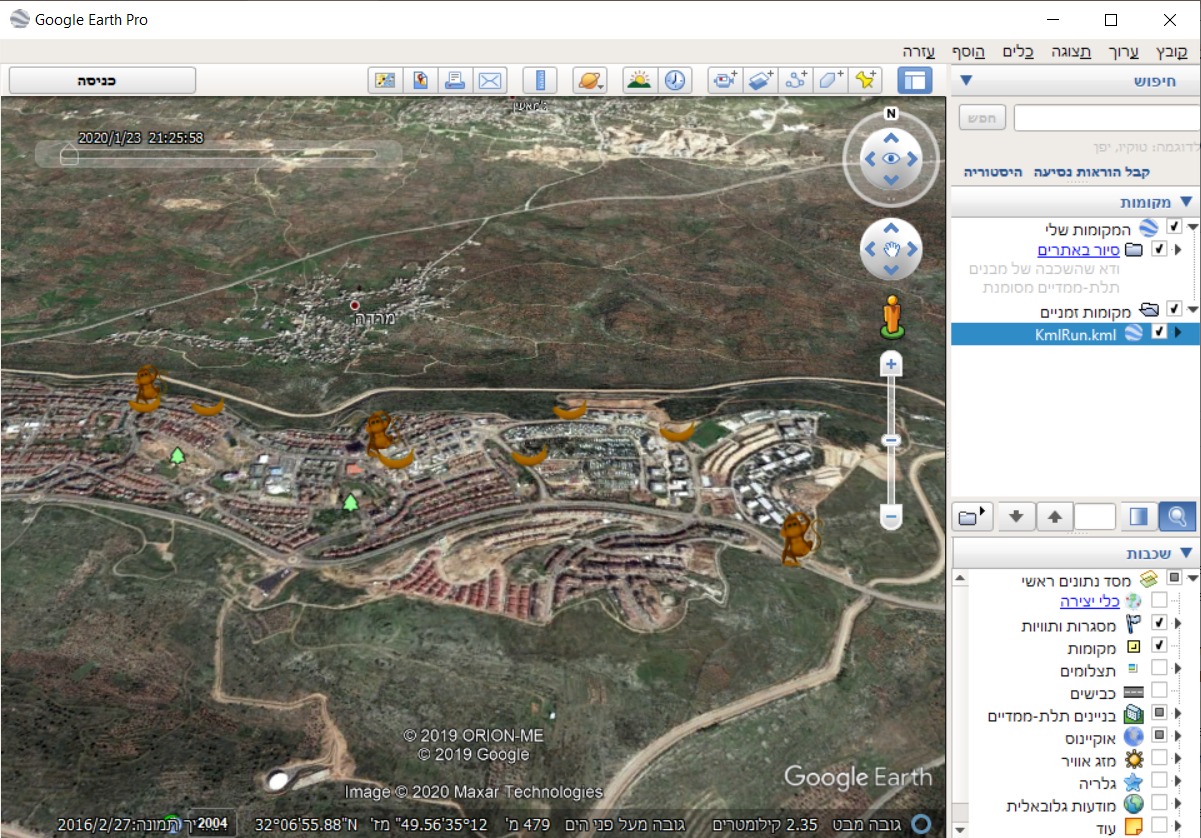 Google Earth Pro
קובץ ערוך תצוגה כלים הוסף עזרה
כניסה
חיפוש
חפש
לדוגמה: טוקיו, יפן
קבל הוראות נסיעה היסטוריה
מקומות
המקומות שלי
סיור באתרים
ודא שהשכבה של מבנים
תלת-ממדיים מסומנת
מקומות זמניים
KmlRun.kml
שכבות
מסד נתונים ראשי
כלי יצירה
מסגרות ותוויות
מקומות
תצלומים
כבישים
בניינים תלת-ממדיים
אוקיינוס
מזג אוויר
גלריה
מודעות גלובאלית
עוד
ג'מאעין
2020/1/23 21:25:58
N
מרדה
© 2019 ORION-ME
© 2019 Google
Image © 2020 Maxar Technologies
Google Earth
2004
תמונה: 2016/2/27
32°06'55.88"N 35°12'49.56" מז' גובה מעל פני הים 479 מ' גובה מבט 2.35 קילומטרים